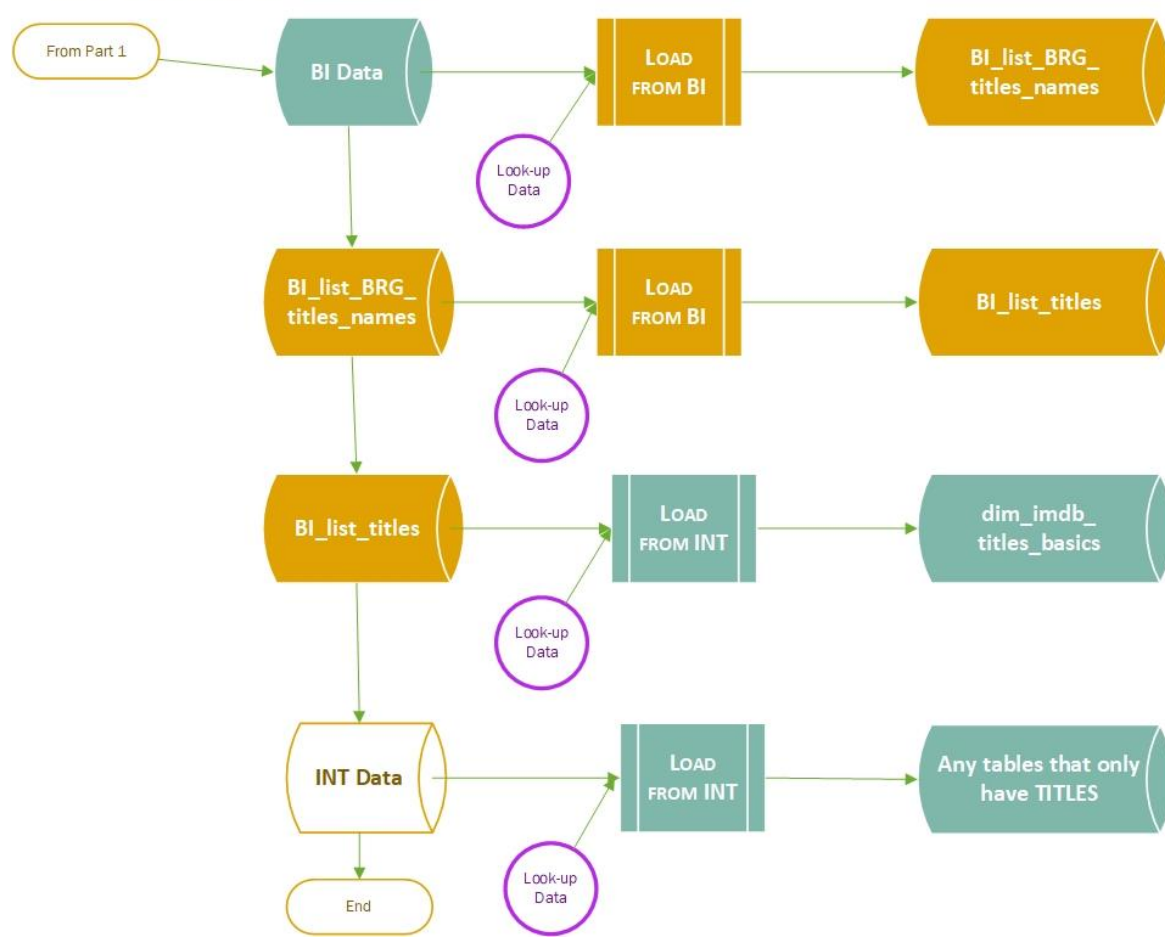 From Part 1
BI Data
LOAD
FROM BI
BI_list_BRG_
titles_names
Look-up
Data
BI_list_BRG_
titles_names
LOAD
FROM BI
BI_list_titles
Look-up
Data
BI_list_titles
LOAD
FROM INT
dim_imdb_
titles_basics
Look-up
Data
INT Data
LOAD
FROM INT
Any tables that only
have TITLES
Look-up
Data
End